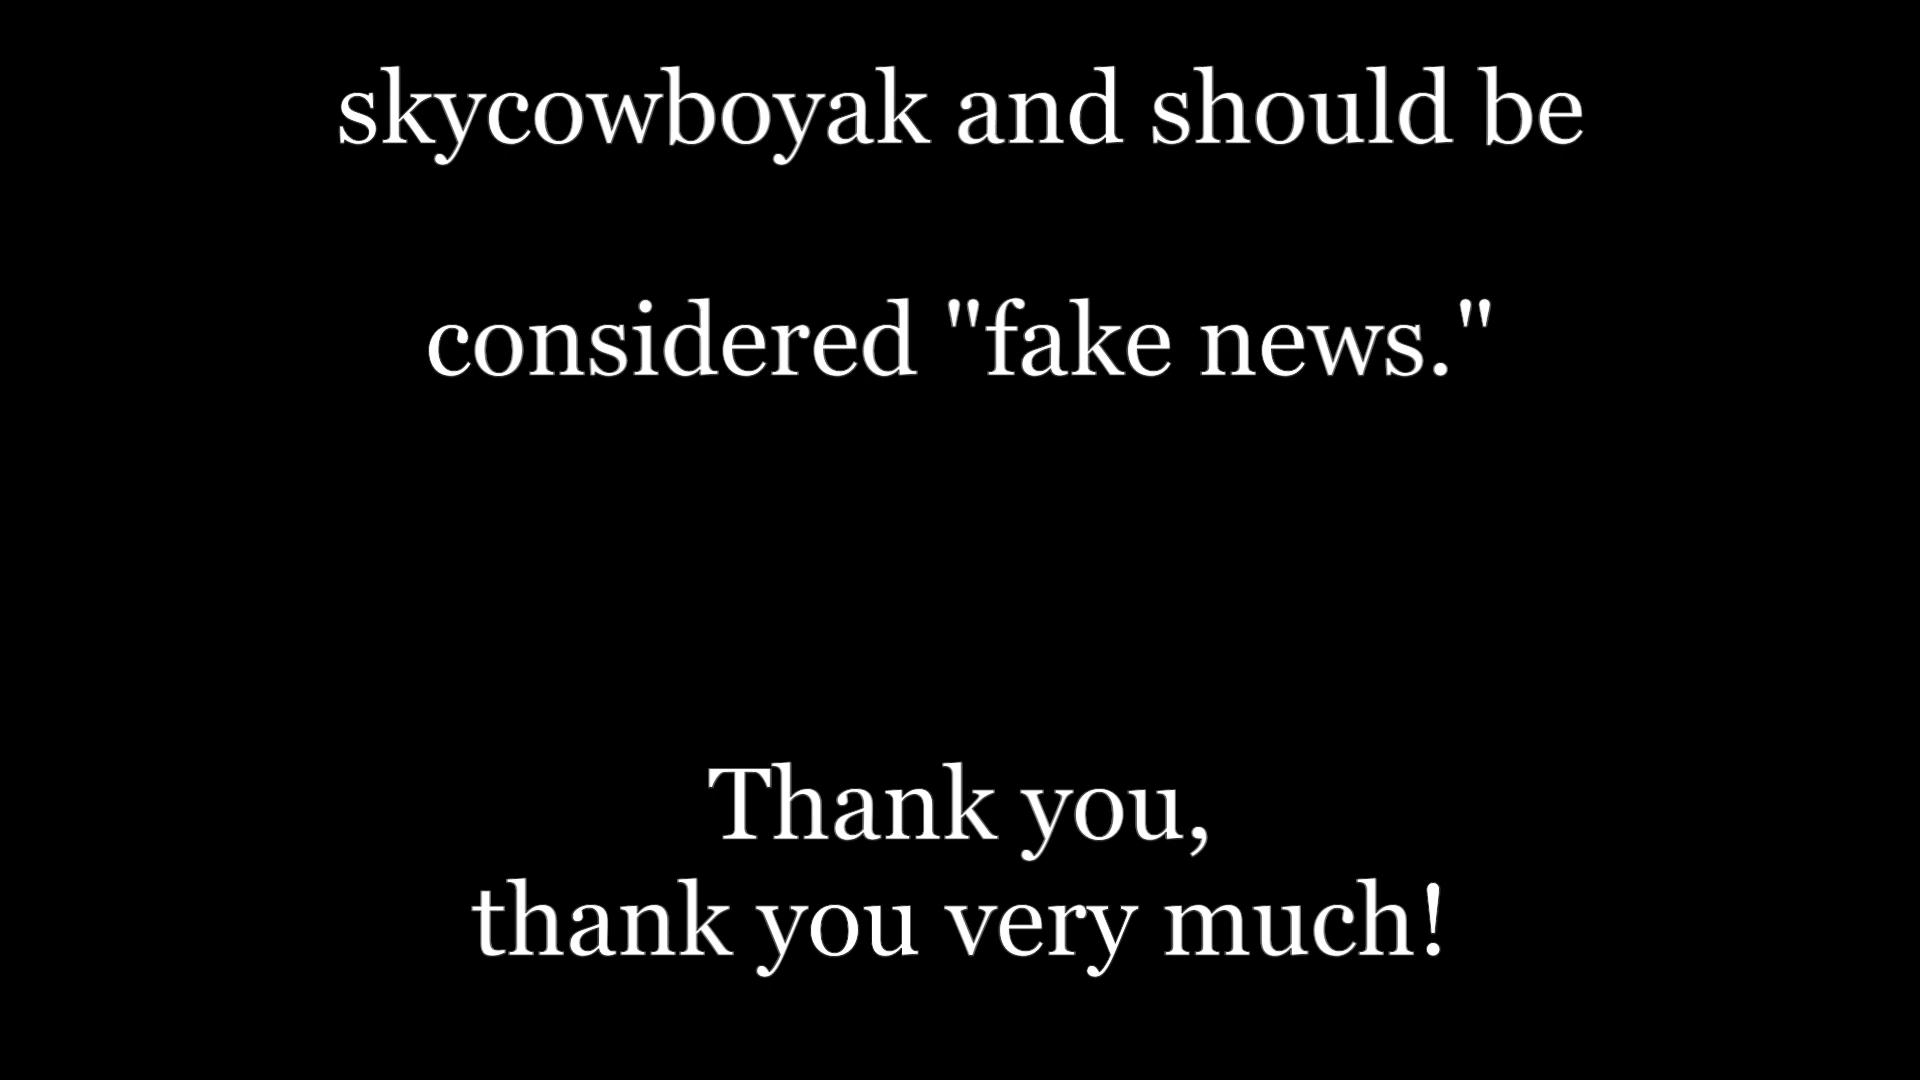 skycowboyak and should be
considered "fake news."
Thank you,
thank you very much!